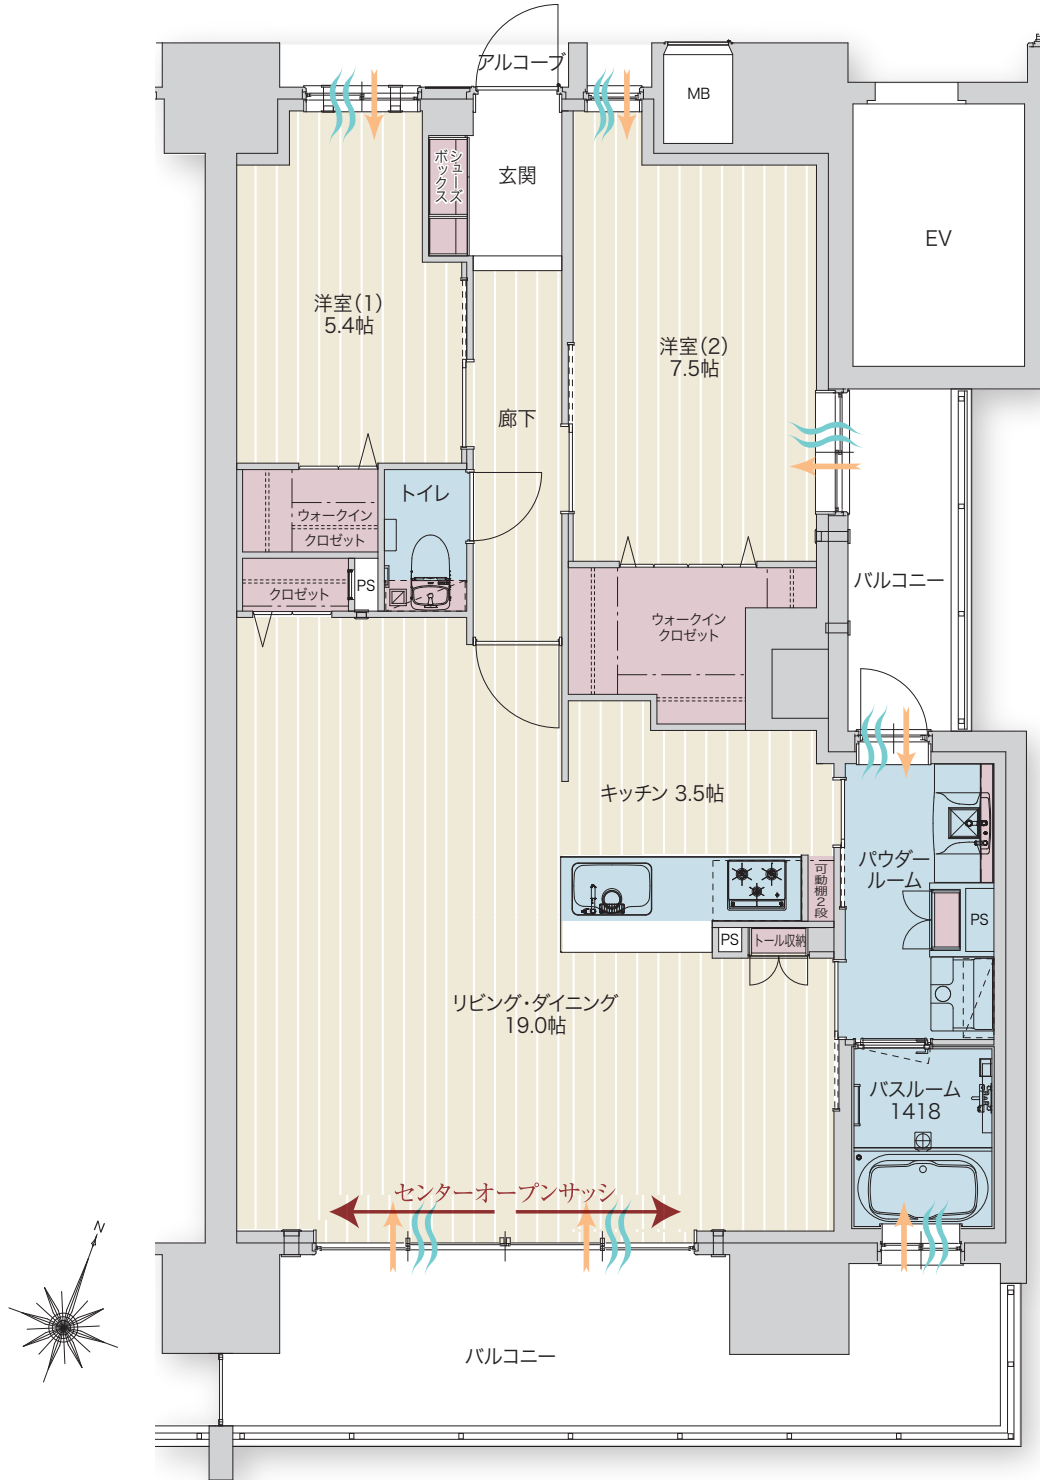 アルコーブ
MB
シューズ
ボックス
玄関
EV
洋室(1)
5.4帖
洋室(2)
7.5帖
廊下
トイレ
ウォークイン
クロゼット
クロゼット
PS
バルコニー
ウォークイン
クロゼット
キッチン 3.5帖
パウダー
ルーム
可動棚2段
PS
PS
トール収納
リビング・ダイニング
19.0帖
バスルーム
1418
センターオープンサッシ
N
バルコニー